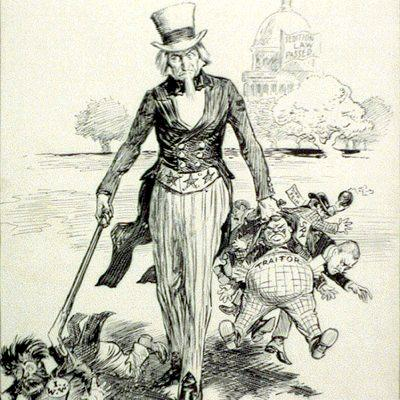 SEDITION
LAW
PASSED
TRAITOR
I.W.W.